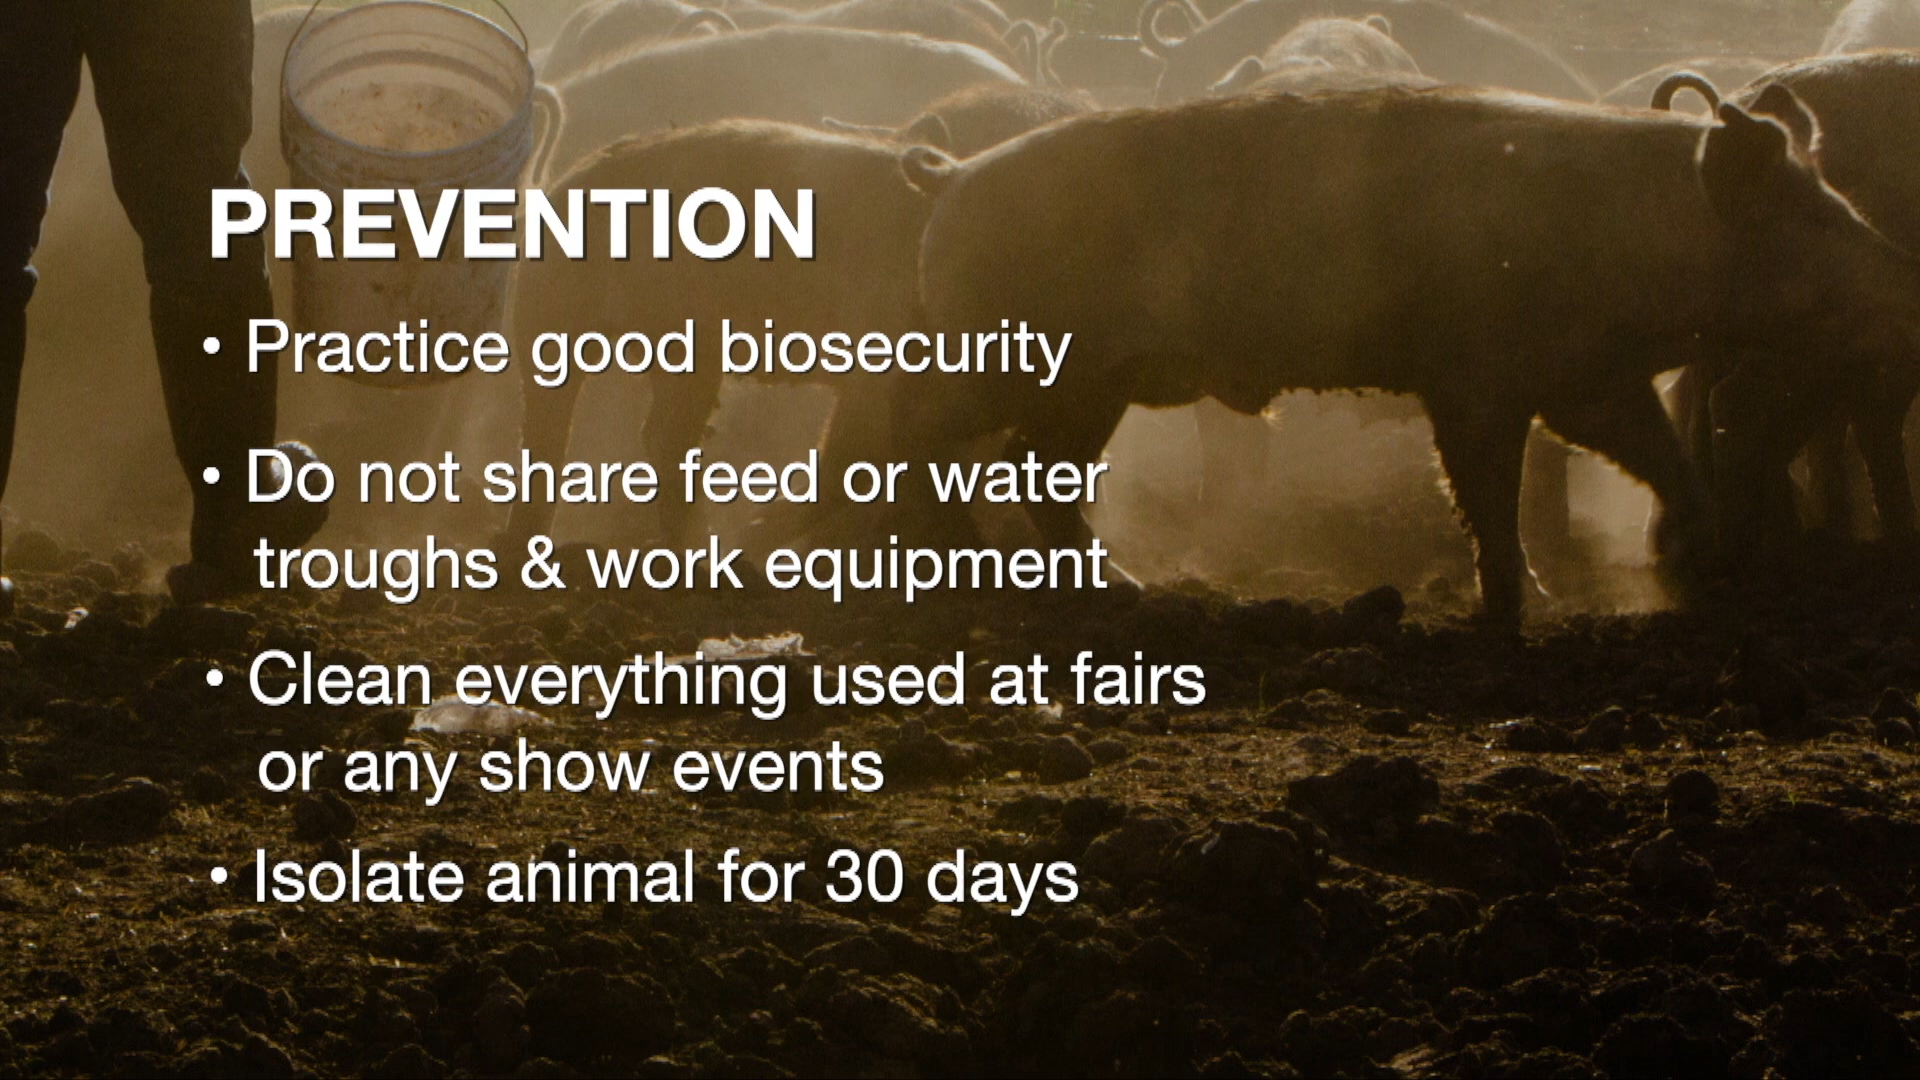 PREVENTION
• Practice good biosecurity
• Do not share feed or water
troughs & work equipment
• Clean everything used at fairs
or any show events
• Isolate animal for 30 days